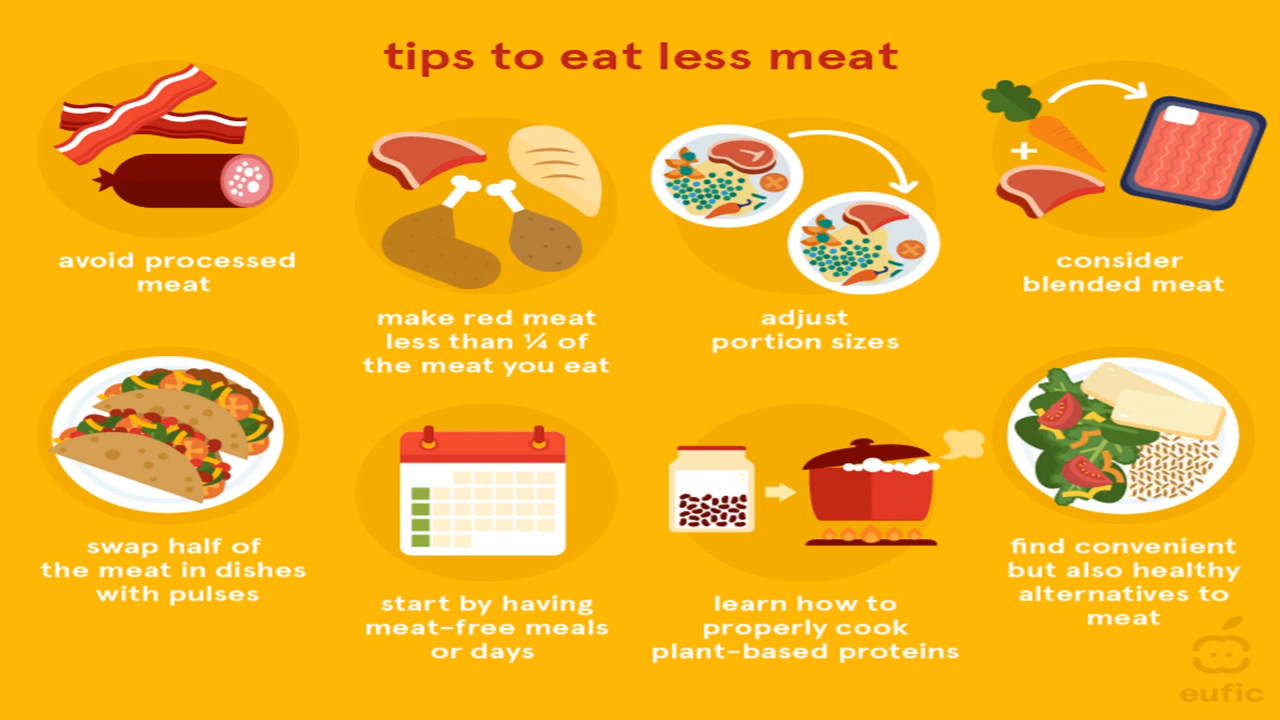 tips to eat less meat
avoid processed
meat
make red meat
less than ¼ of
the meat you eat
adjust
portion sizes
consider
blended meat
swap half of
the meat in dishes
with pulses
start by having
meat-free meals
or days
learn how to
properly cook
plant-based proteins
find convenient
but also healthy
alternatives to
meat
eufic